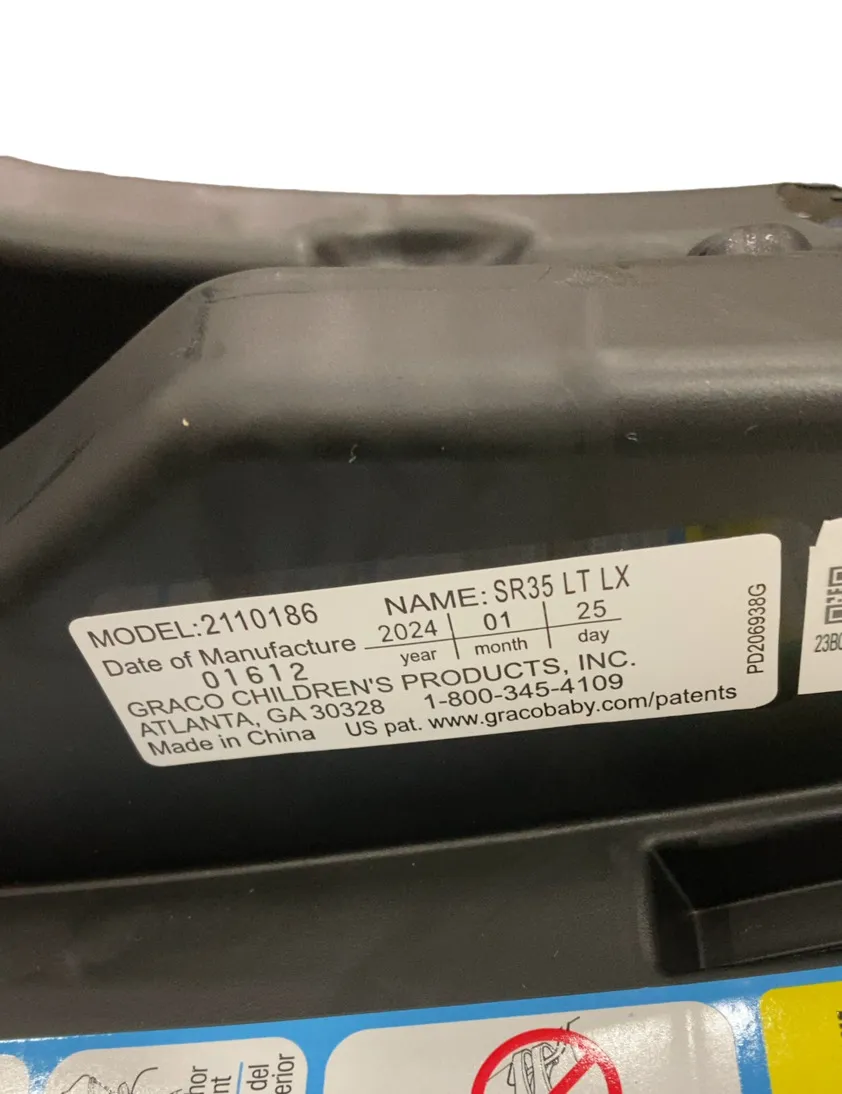 MODEL:2110186 NAME: SR35 LT LX
Date of Manufacture 2024 01 25
01612 year month day
GRACO CHILDREN'S PRODUCTS, INC.
ATLANTA, GA 30328 1-800-345-4109
Made in China US pat. www.gracobaby.com/patents
PD206938G
del